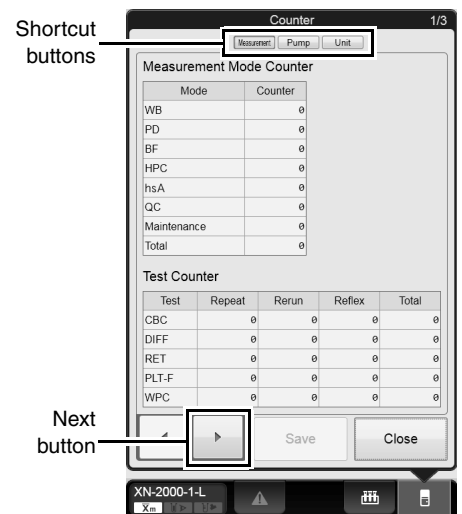 Counter 1/3
Shortcut
buttons
Measurement Pump Unit
Measurement Mode Counter
Mode Counter
WB 0
PD 0
BF 0
HPC 0
hsA 0
QC 0
Maintenance 0
Total 0
Test Counter
Test Repeat Rerun Reflex Total
CBC 0 0 0 0
DIFF 0 0 0 0
RET 0 0 0 0
PLT-F 0 0 0 0
WPC 0 0 0 0
Next
button
Save Close
XN-2000-1-L
Xm